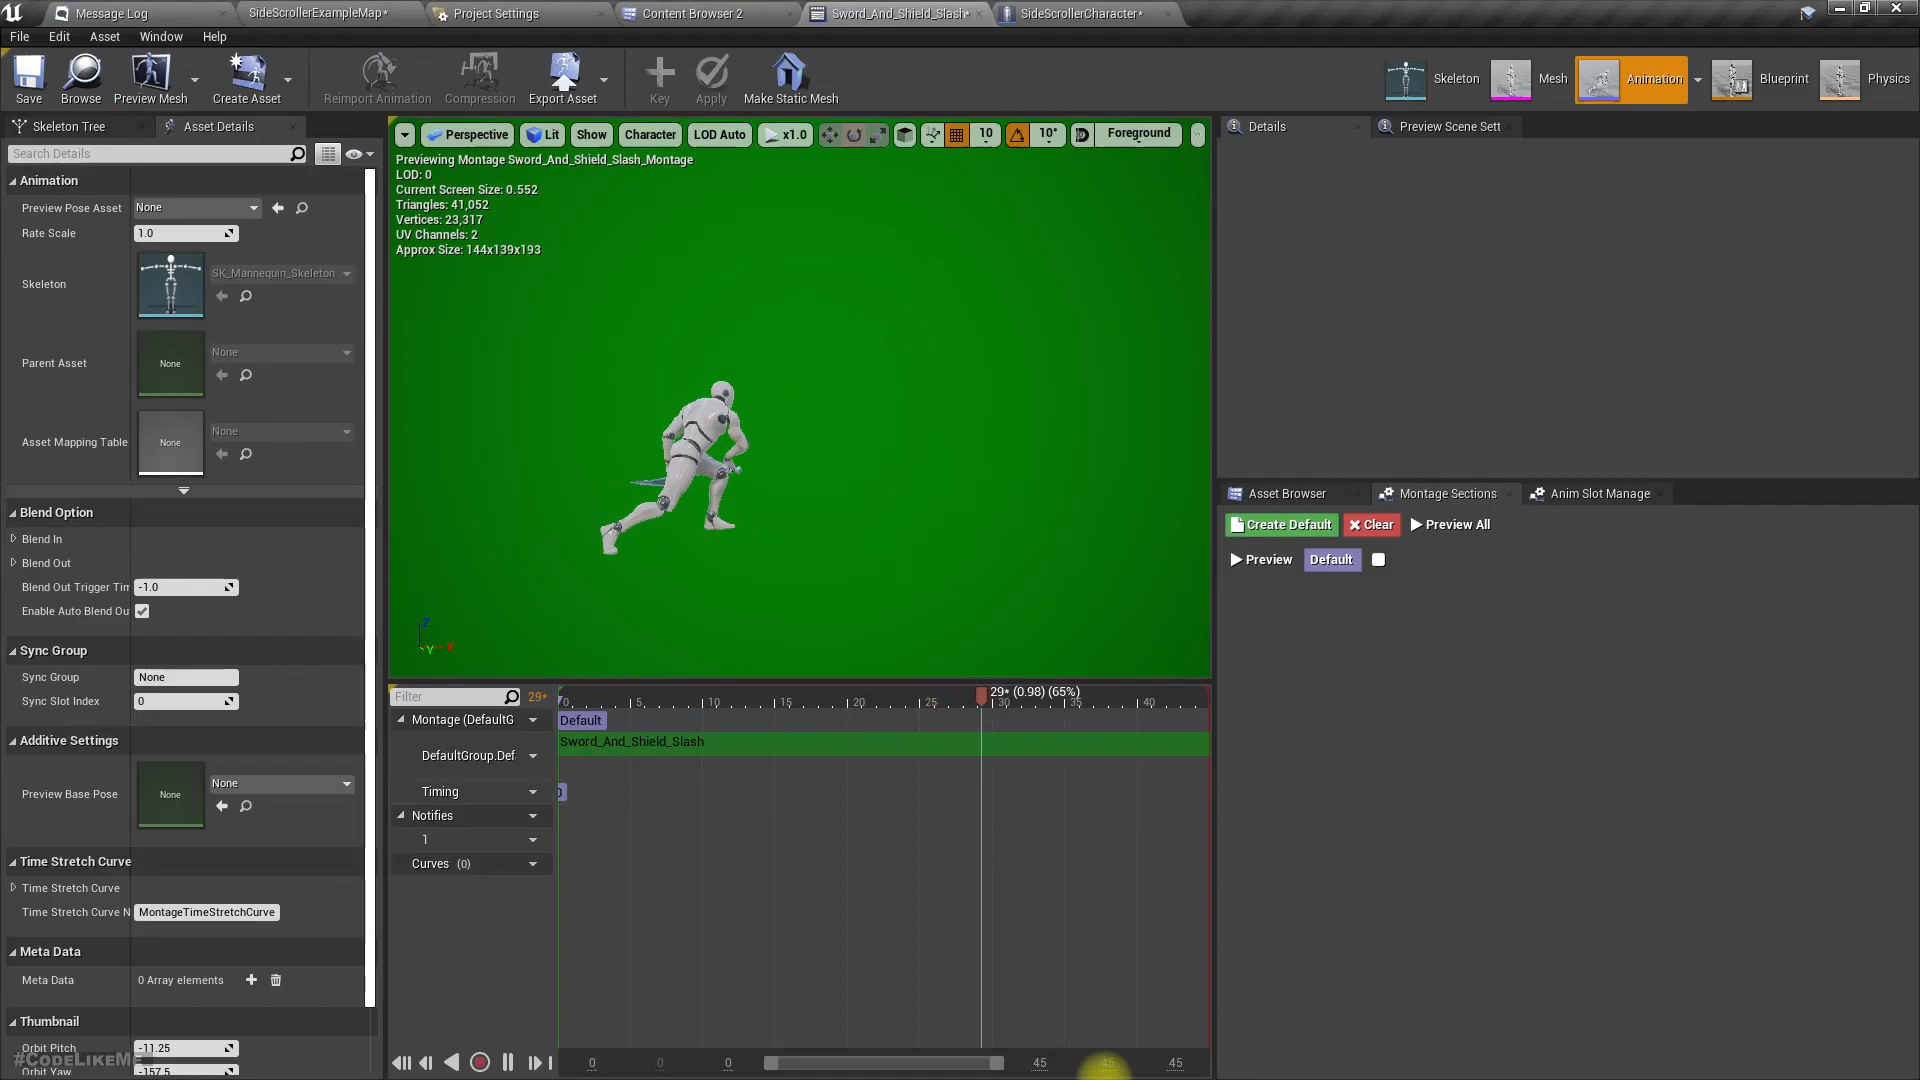 Message Log
SideScrollerExampleMap*
Project Settings
Content Browser 2
Sword_And_Shield_Slash*
SideScrollerCharacter*
File Edit Asset Window Help
Save
Browse
Preview Mesh
Create Asset
Reimport Animation
Compression
Export Asset
Key
Apply
Make Static Mesh
Skeleton
Mesh
Animation
Blueprint
Physics
Skeleton Tree
Asset Details
Search Details
Animation
Preview Pose Asset None
Rate Scale 1.0
Skeleton SK_Mannequin_Skeleton
Parent Asset None None
Asset Mapping Table None None
Blend Option
Blend In
Blend Out
Blend Out Trigger Tim -1.0
Enable Auto Blend Ou
Sync Group
Sync Group None
Sync Slot Index 0
Additive Settings
Preview Base Pose None None
Time Stretch Curve
Time Stretch Curve
Time Stretch Curve N MontageTimeStretchCurve
Meta Data
Meta Data 0 Array elements
Thumbnail
Orbit Pitch -11.25
Orbit Yaw -157.5
#CodeLikeMe
Perspective Lit Show Character LOD Auto x1.0 10 10° Foreground
Previewing Montage Sword_And_Shield_Slash_Montage
LOD: 0
Current Screen Size: 0.552
Triangles: 41,052
Vertices: 23,317
UV Channels: 2
Approx Size: 144x139x193
Z
Y X
Filter 29*
29* (0.98) (65%)
0 5 10 15 20 25 30 35 40
Montage (DefaultG Default
Sword_And_Shield_Slash
DefaultGroup.Def
Timing
Notifies
1
Curves (0)
0 0 0 45 45 45
Details
Preview Scene Sett
Asset Browser
Montage Sections
Anim Slot Manage
Create Default Clear Preview All
Preview Default